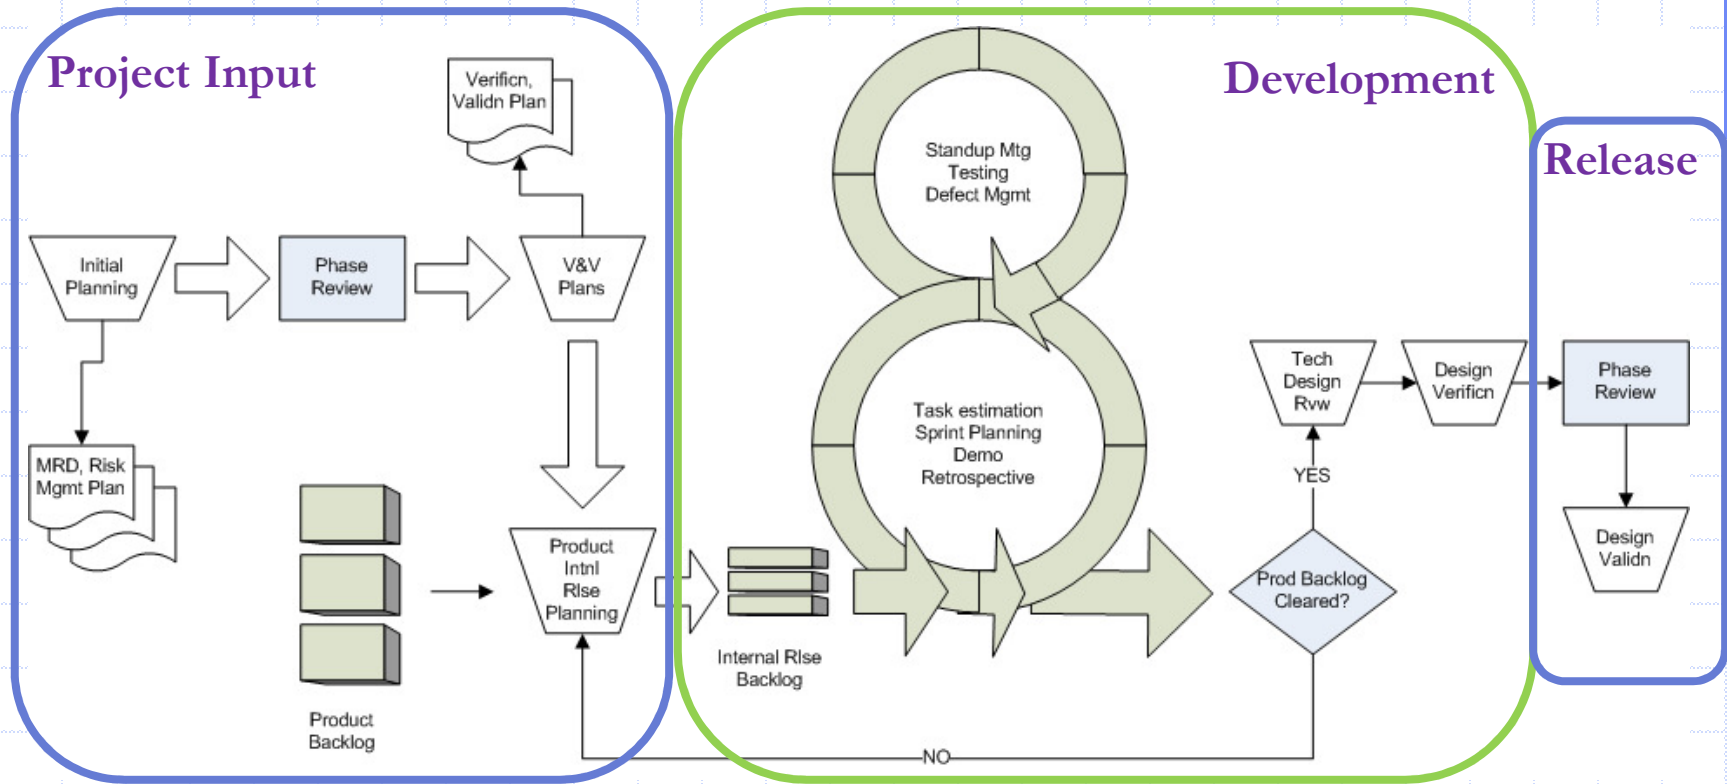 Project Input
Verificn,
Validn Plan
Initial
Planning
Phase
Review
V&V
Plans
MRD, Risk
Mgmt Plan
Product
Backlog
Product
Intnl
Rlse
Planning
Development
Standup Mtg
Testing
Defect Mgmt
Task estimation
Sprint Planning
Demo
Retrospective
Internal Rlse
Backlog
Tech
Design
Rvw
Design
Verificn
YES
Prod Backlog
Cleared?
NO
Release
Phase
Review
Design
Validn